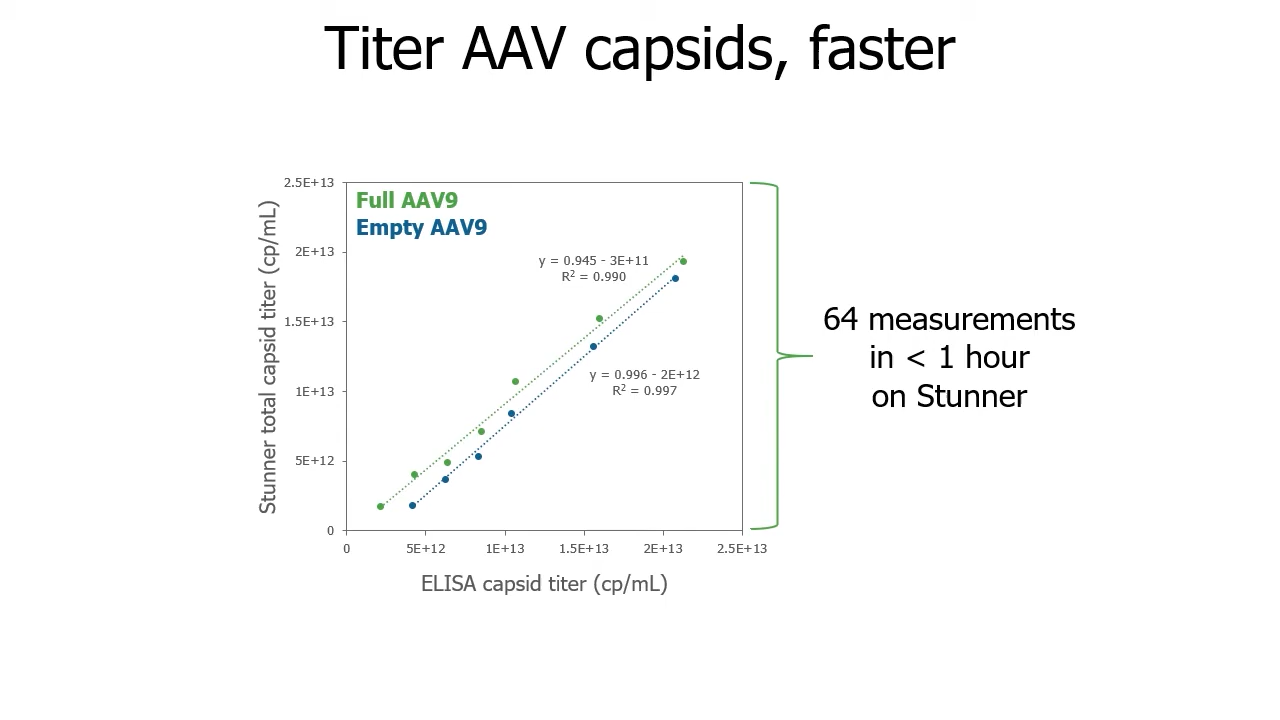 Titer AAV capsids, faster
Stunner total capsid titer (cp/mL)
2.5E+13
2E+13
1.5E+13
1E+13
5E+12
0
Full AAV9
Empty AAV9
y = 0.945 - 3E+11
R² = 0.990
y = 0.996 - 2E+12
R² = 0.997
0 5E+12 1E+13 1.5E+13 2E+13 2.5E+13
ELISA capsid titer (cp/mL)
64 measurements
in < 1 hour
on Stunner